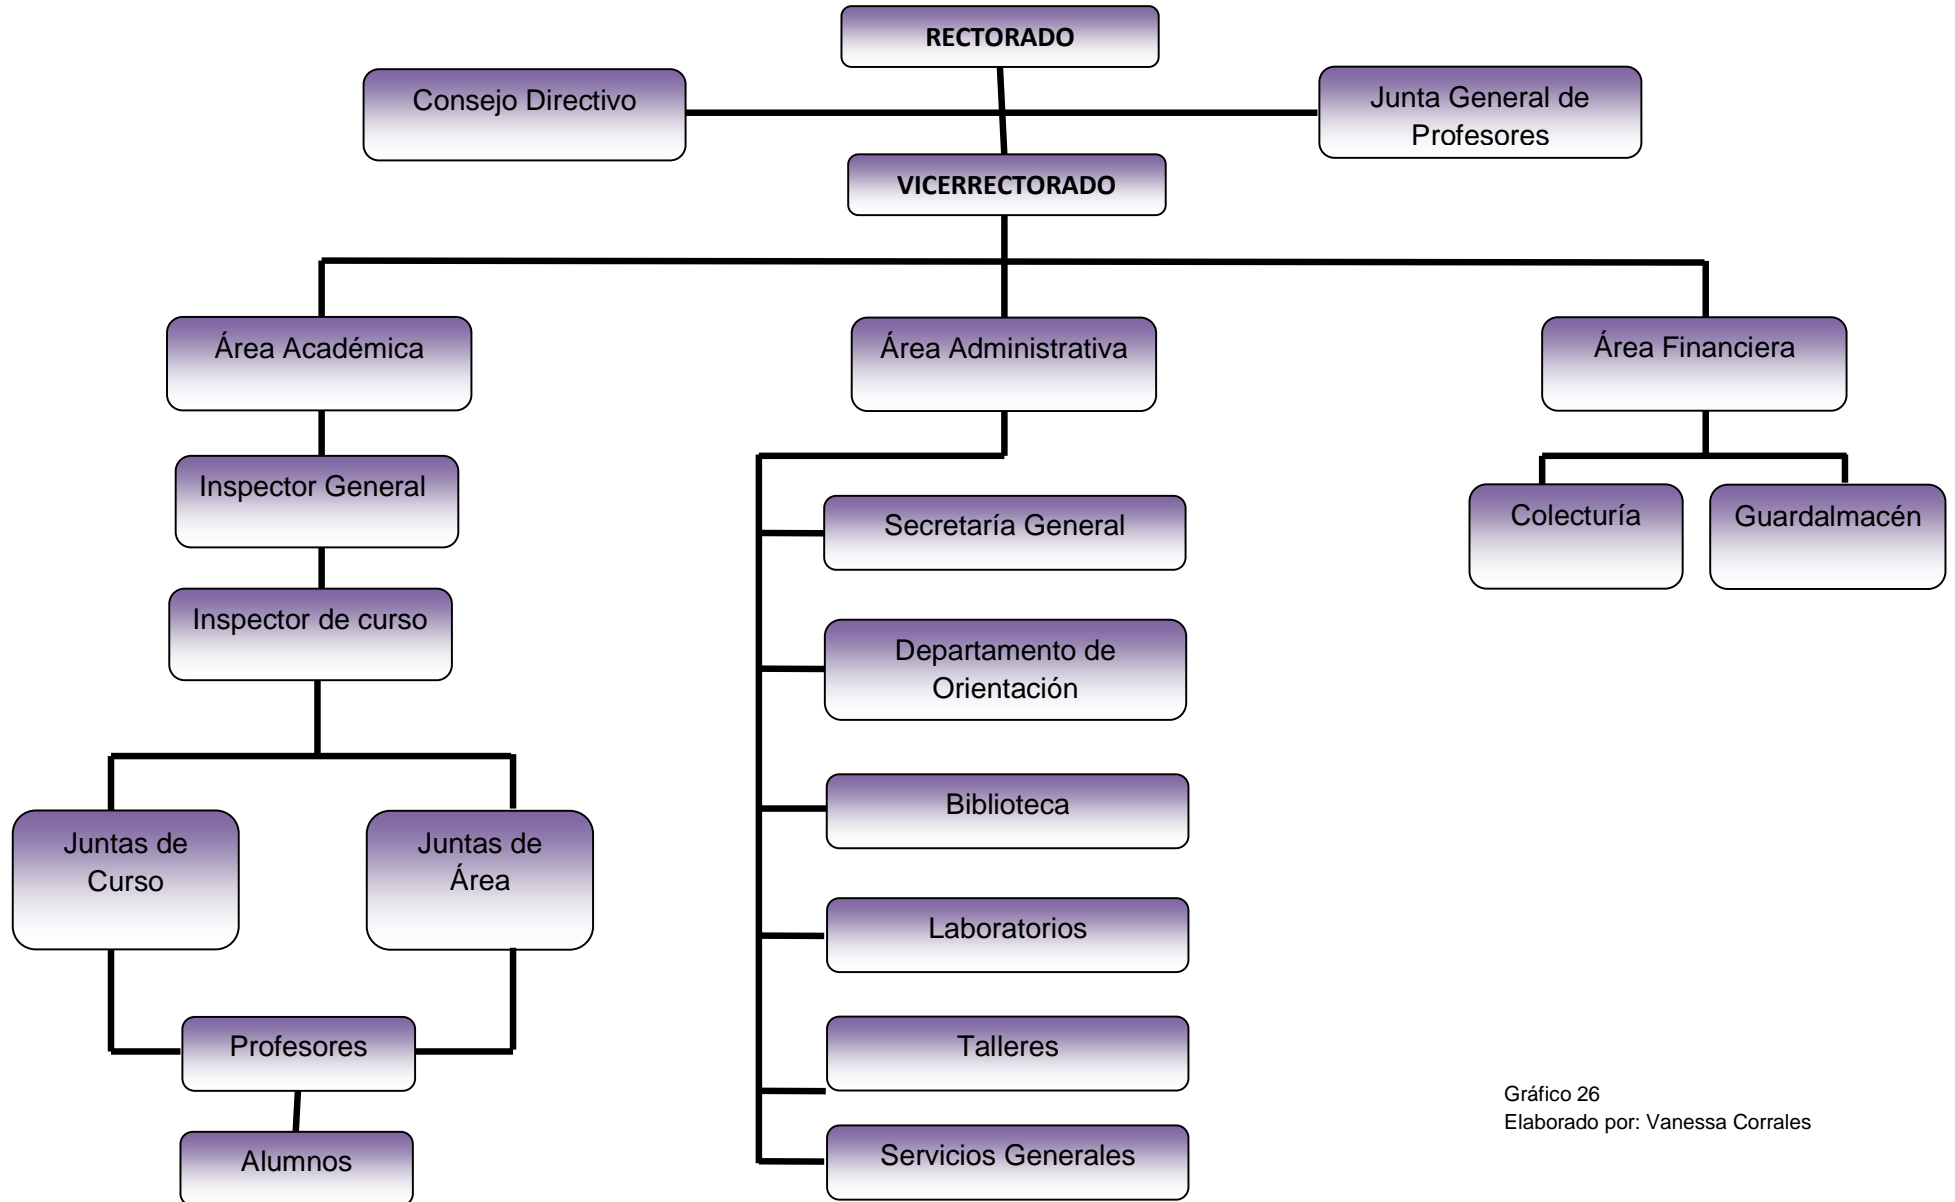 RECTORADO
Consejo Directivo
Junta General de
Profesores
VICERRECTORADO
Área Académica
Área Administrativa
Área Financiera
Inspector General
Inspector de curso
Juntas de
Curso
Juntas de
Área
Profesores
Alumnos
Secretaría General
Departamento de
Orientación
Biblioteca
Laboratorios
Talleres
Servicios Generales
Colecturía
Guardalmacén
Gráfico 26
Elaborado por: Vanessa Corrales